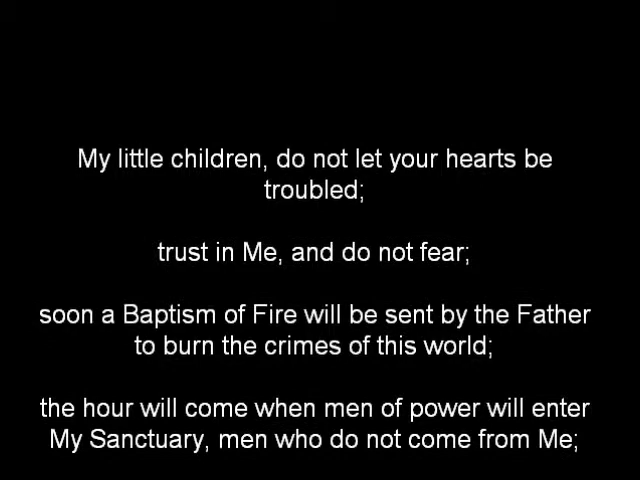 My little children, do not let your hearts be
troubled;
trust in Me, and do not fear;
soon a Baptism of Fire will be sent by the Father
to burn the crimes of this world;
the hour will come when men of power will enter
My Sanctuary, men who do not come from Me;